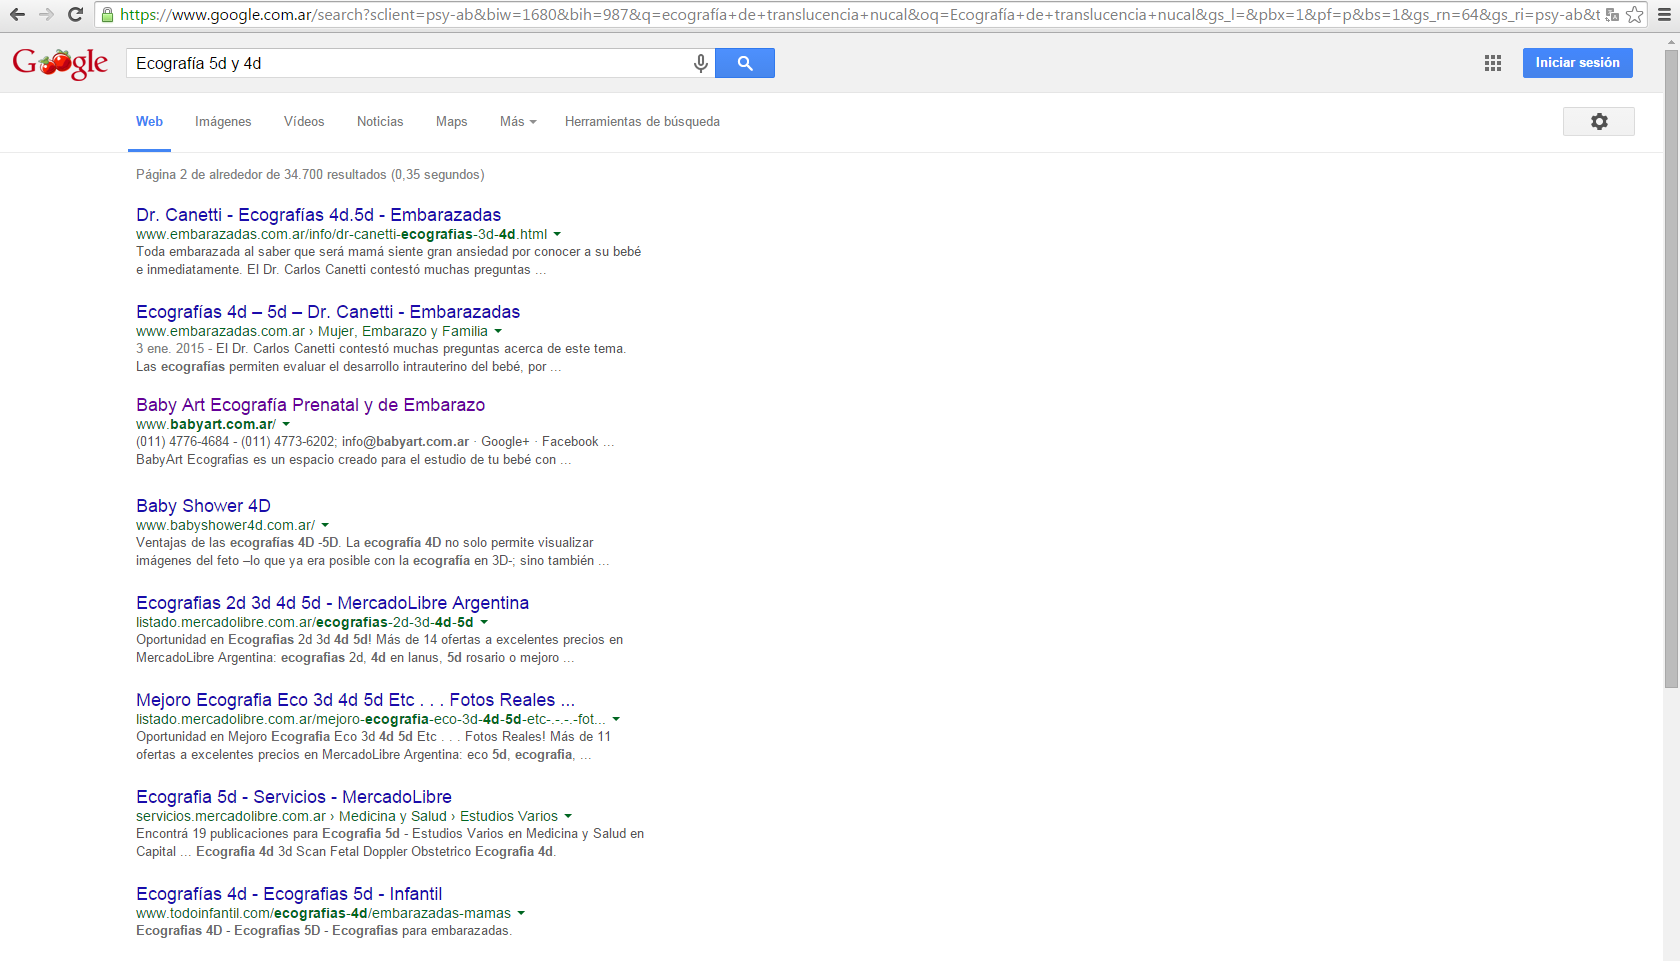 https://www.google.com.ar/search?sclient=psy-ab&biw=1680&bih=987&q=ecografía+de+translucencia+nucal&oq=Ecografía+de+translucencia+nucal&gs_l=&pbx=1&pf=p&bs=1&gs_rn=64&gs_ri=psy-ab&t
Google
Ecografía 5d y 4d
Iniciar sesión
Web Imágenes Vídeos Noticias Maps Más Herramientas de búsqueda
Página 2 de alrededor de 34.700 resultados (0,35 segundos)
Dr. Canetti - Ecografías 4d.5d - Embarazadas
www.embarazadas.com.ar/info/dr-canetti-ecografias-3d-4d.html
Toda embarazada al saber que será mamá siente gran ansiedad por conocer a su bebé
e inmediatamente. El Dr. Carlos Canetti contestó muchas preguntas ...
Ecografías 4d – 5d – Dr. Canetti - Embarazadas
www.embarazadas.com.ar › Mujer, Embarazo y Familia
3 ene. 2015 - El Dr. Carlos Canetti contestó muchas preguntas acerca de este tema.
Las ecografías permiten evaluar el desarrollo intrauterino del bebé, por ...
Baby Art Ecografía Prenatal y de Embarazo
www.babyart.com.ar/
(011) 4776-4684 - (011) 4773-6202; info@babyart.com.ar · Google+ · Facebook ...
BabyArt Ecografias es un espacio creado para el estudio de tu bebé con ...
Baby Shower 4D
www.babyshower4d.com.ar/
Ventajas de las ecografías 4D -5D. La ecografía 4D no solo permite visualizar
imágenes del feto –lo que ya era posible con la ecografía en 3D-; sino también ...
Ecografias 2d 3d 4d 5d - MercadoLibre Argentina
listado.mercadolibre.com.ar/ecografias-2d-3d-4d-5d
Oportunidad en Ecografias 2d 3d 4d 5d! Más de 14 ofertas a excelentes precios en
MercadoLibre Argentina: ecografias 2d, 4d en lanus, 5d rosario o mejoro ...
Mejoro Ecografia Eco 3d 4d 5d Etc . . . Fotos Reales ...
listado.mercadolibre.com.ar/mejoro-ecografia-eco-3d-4d-5d-etc-.-.-.-fot...
Oportunidad en Mejoro Ecografia Eco 3d 4d 5d Etc . . . Fotos Reales! Más de 11
ofertas a excelentes precios en MercadoLibre Argentina: eco 5d, ecografia, ...
Ecografia 5d - Servicios - MercadoLibre
servicios.mercadolibre.com.ar › Medicina y Salud › Estudios Varios
Encontrá 19 publicaciones para Ecografia 5d - Estudios Varios en Medicina y Salud en
Capital ... Ecografia 4d 3d Scan Fetal Doppler Obstetrico Ecografia 4d.
Ecografías 4d - Ecografias 5d - Infantil
www.todoinfantil.com/ecografias-4d/embarazadas-mamas
Ecografias 4D - Ecografias 5D - Ecografias para embarazadas.